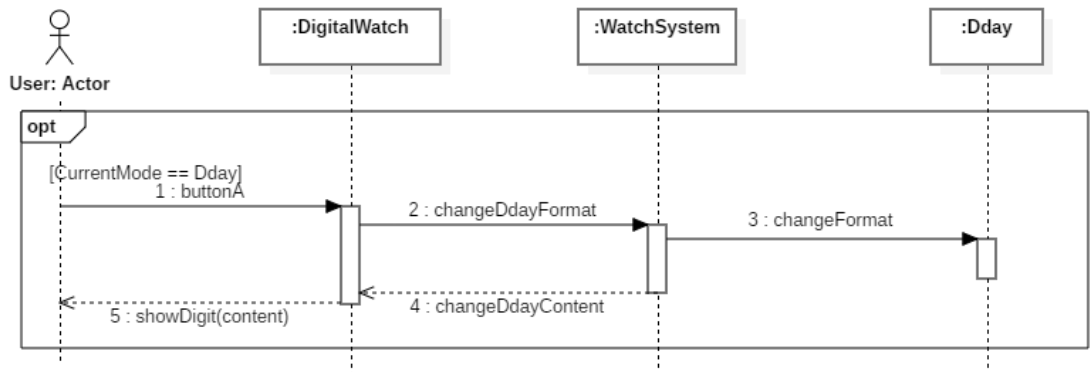 :DigitalWatch
:WatchSystem
:Dday
User: Actor
opt
[CurrentMode == Dday]
1 : buttonA
2 : changeDdayFormat
3 : changeFormat
4 : changeDdayContent
5 : showDigit(content)